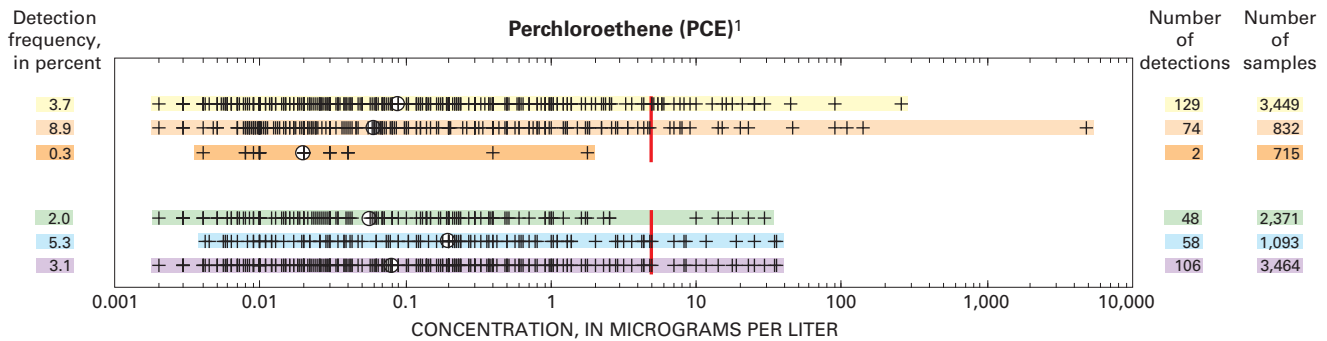 Detection
frequency,
in percent
Perchloroethene (PCE)1
Number
of
detections
Number
of
samples
3.7 129 3,449
8.9 74 832
0.3 2 715
2.0 48 2,371
5.3 58 1,093
3.1 106 3,464
0.001 0.01 0.1 1 10 100 1,000 10,000
CONCENTRATION, IN MICROGRAMS PER LITER